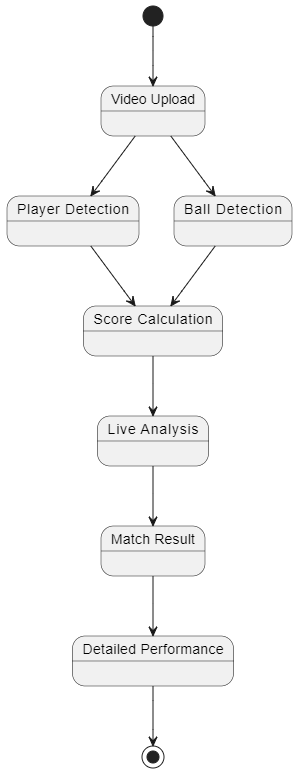 Video Upload
Player Detection
Ball Detection
Score Calculation
Live Analysis
Match Result
Detailed Performance